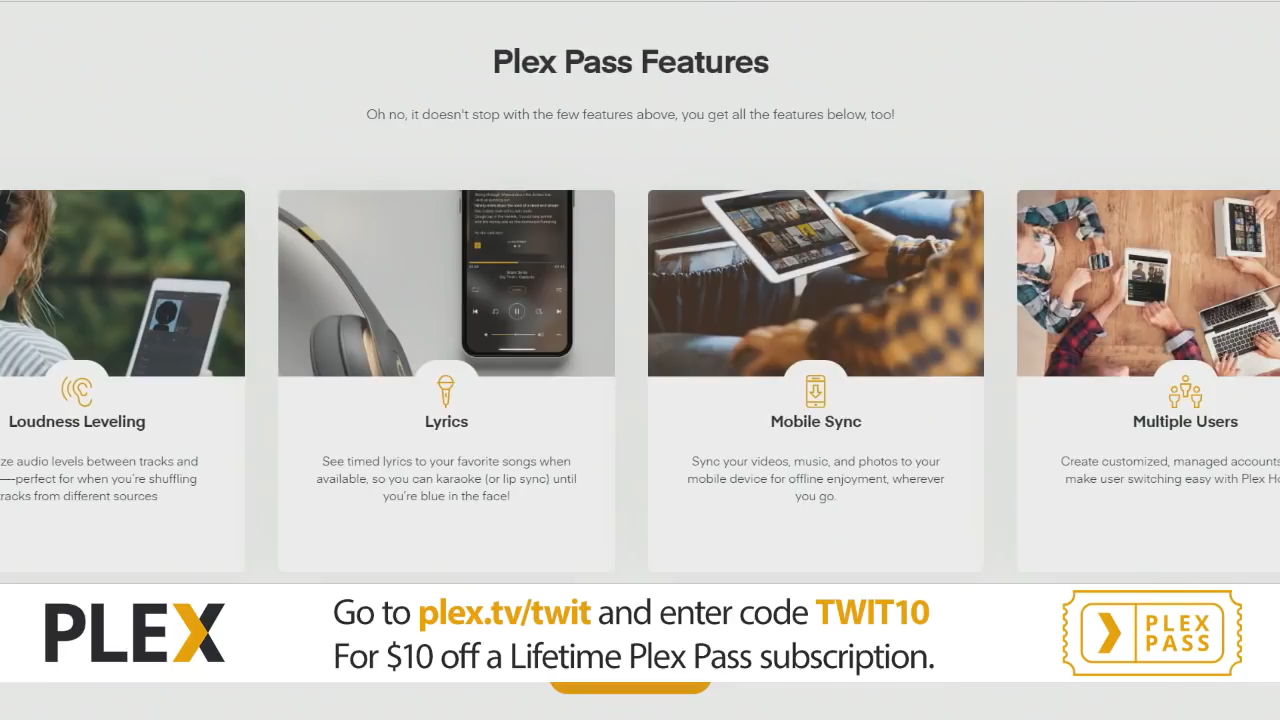 Plex Pass Features
Oh no, it doesn't stop with the few features above, you get all the features below, too!
Loudness Leveling
ze audio levels between tracks and
—perfect for when you're shuffling
racks from different sources
Lyrics
See timed lyrics to your favorite songs when
available, so you can karaoke (or lip sync) until
you're blue in the face!
Mobile Sync
Sync your videos, music, and photos to your
mobile device for offline enjoyment, wherever
you go.
Multiple Users
Create customized, managed accounts
make user switching easy with Plex Ho
PLEX
Go to plex.tv/twit and enter code TWIT10
For $10 off a Lifetime Plex Pass subscription.
PLEX
PASS